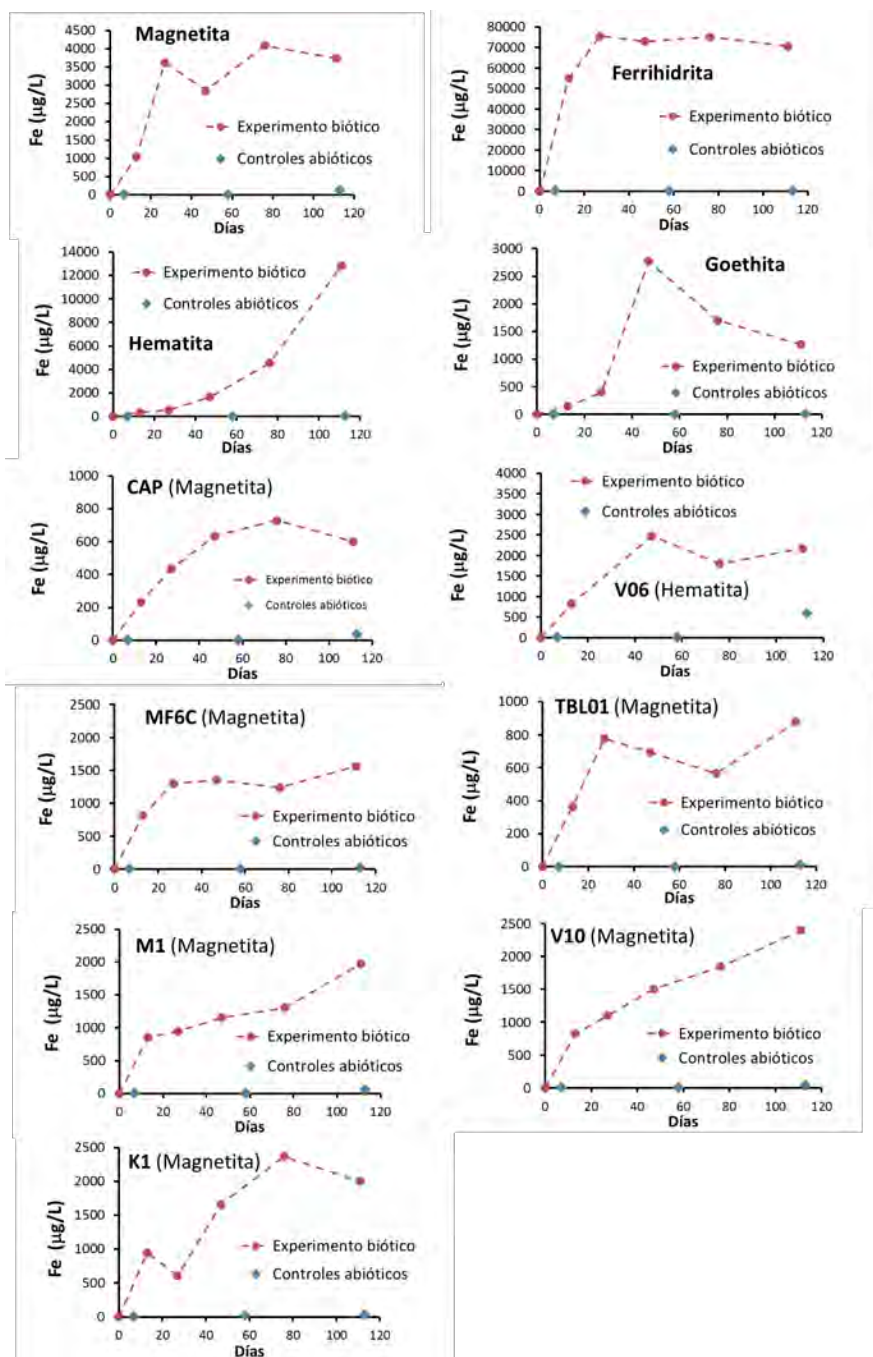 Magnetita
Fe (µg/L)
4500
4000
3500
3000
2500
2000
1500
1000
500
0
Experimento biótico
Controles abióticos
0 20 40 60 80 100 120
Días
Ferrihidrita
Fe (µg/L)
80000
70000
60000
50000
40000
30000
20000
10000
0
Experimento biótico
Controles abióticos
0 20 40 60 80 100 120
Días
Hematita
Fe (µg/L)
14000
12000
10000
8000
6000
4000
2000
0
Experimento biótico
Controles abióticos
0 20 40 60 80 100 120
Días
Goethita
Fe (µg/L)
3000
2500
2000
1500
1000
500
0
Experimento biótico
Controles abióticos
0 20 40 60 80 100 120
Días
CAP (Magnetita)
Fe (µg/L)
1000
800
600
400
200
0
Experimento biótico
Controles abióticos
0 20 40 60 80 100 120
Días
V06 (Hematita)
Fe (µg/L)
4000
3500
3000
2500
2000
1500
1000
500
0
Experimento biótico
Controles abióticos
0 20 40 60 80 100 120
Días
MF6C (Magnetita)
Fe (µg/L)
2500
2000
1500
1000
500
0
Experimento biótico
Controles abióticos
0 20 40 60 80 100 120
Días
TBL01 (Magnetita)
Fe (µg/L)
1000
800
600
400
200
0
Experimento biótico
Controles abióticos
0 20 40 60 80 100 120
Días
M1 (Magnetita)
Fe (µg/L)
2500
2000
1500
1000
500
0
Experimento biótico
Controles abióticos
0 20 40 60 80 100 120
Días
V10 (Magnetita)
Fe (µg/L)
2500
2000
1500
1000
500
0
Experimento biótico
Controles abióticos
0 20 40 60 80 100 120
Días
K1 (Magnetita)
Fe (µg/L)
2500
2000
1500
1000
500
0
Experimento biótico
Controles abióticos
0 20 40 60 80 100 120
Días